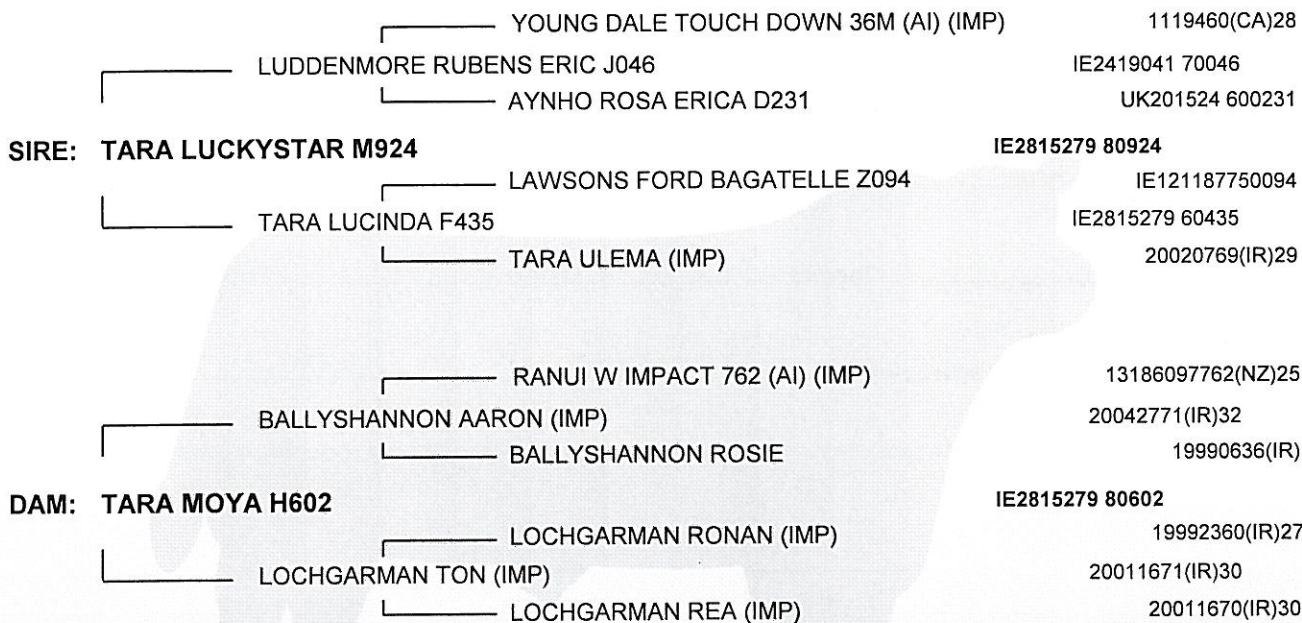 YOUNG DALE TOUCH DOWN 36M (AI) (IMP) 1119460(CA)28
LUDDENMORE RUBENS ERIC J046 IE2419041 70046
AYNHO ROSA ERICA D231 UK201524 600231
SIRE: TARA LUCKYSTAR M924 IE2815279 80924
LAWSONS FORD BAGATELLE Z094 IE121187750094
TARA LUCINDA F435 IE2815279 60435
TARA ULEMA (IMP) 20020769(IR)29
RANUI W IMPACT 762 (AI) (IMP) 13186097762(NZ)25
BALLYSHANNON AARON (IMP) 20042771(IR)32
BALLYSHANNON ROSIE 19990636(IR)
DAM: TARA MOYA H602 IE2815279 80602
LOCHGARMAN RONAN (IMP) 19992360(IR)27
LOCHGARMAN TON (IMP) 20011671(IR)30
LOCHGARMAN REA (IMP) 20011670(IR)30